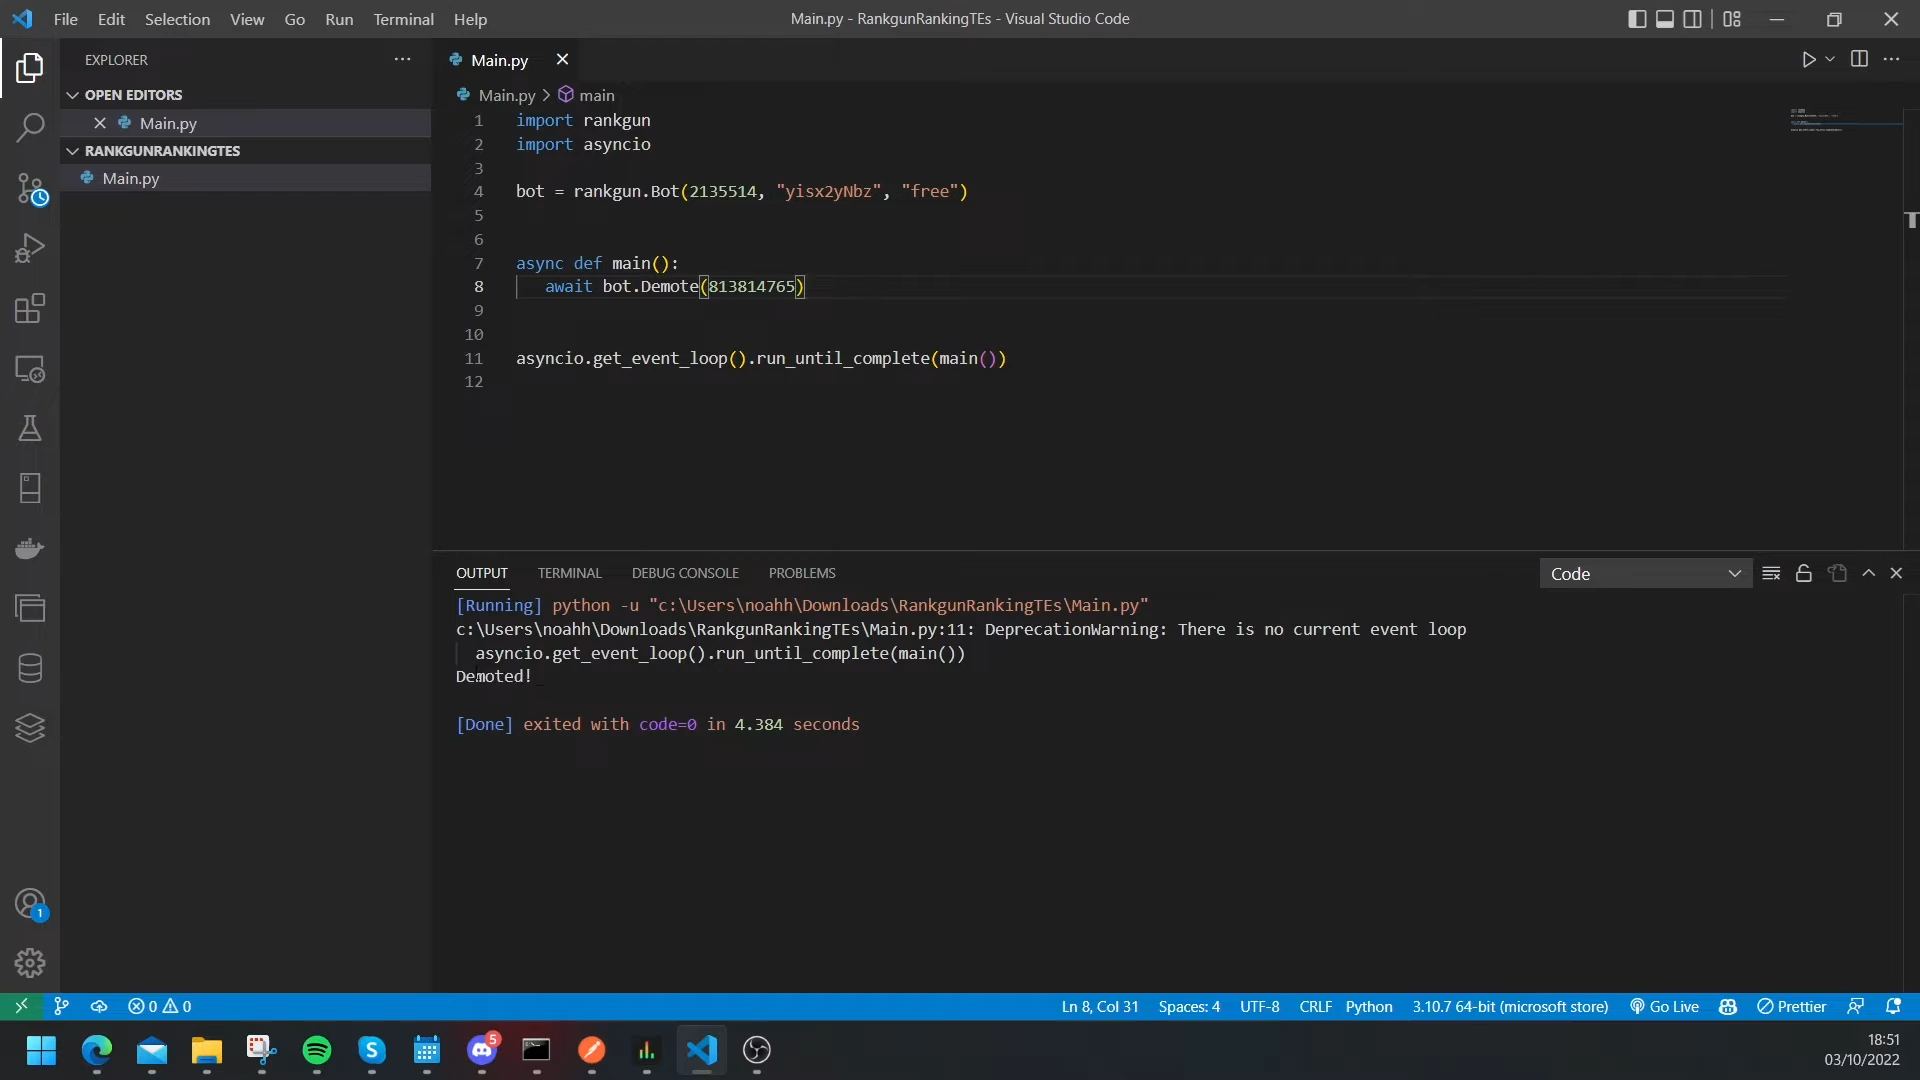 File Edit Selection View Go Run Terminal Help
Main.py - RankgunRankingTEs - Visual Studio Code
EXPLORER
OPEN EDITORS
Main.py
RANKGUNRANKINGTES
Main.py
1
Main.py
Main.py > main
1 import rankgun
2 import asyncio
3
4 bot = rankgun.Bot(2135514, "yisx2yNbz", "free")
5
6
7 async def main():
8 await bot.Demote(813814765)
9
10
11 asyncio.get_event_loop().run_until_complete(main())
12
OUTPUT TERMINAL DEBUG CONSOLE PROBLEMS
Code
[Running] python -u "c:\Users\noahh\Downloads\RankgunRankingTEs\Main.py"
c:\Users\noahh\Downloads\RankgunRankingTEs\Main.py:11: DeprecationWarning: There is no current event loop
asyncio.get_event_loop().run_until_complete(main())
Demoted!
[Done] exited with code=0 in 4.384 seconds
0 0
Ln 8, Col 31 Spaces: 4 UTF-8 CRLF Python 3.10.7 64-bit (microsoft store) Go Live Prettier
5
18:51
03/10/2022